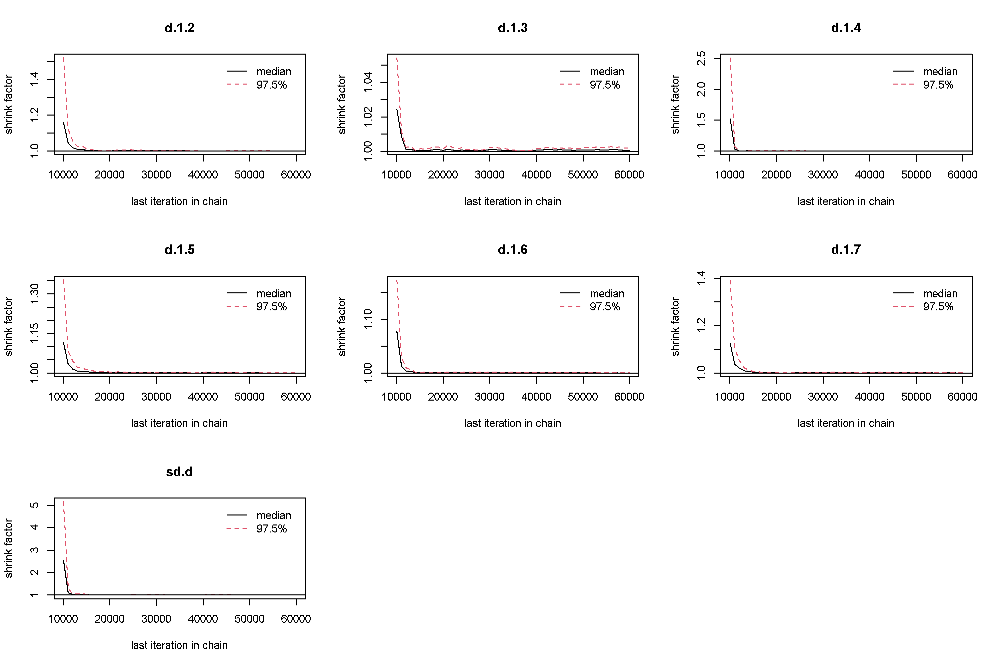 d.1.2
shrink factor
1.0 1.2 1.4
median
97.5%
10000 20000 30000 40000 50000 60000
last iteration in chain
d.1.3
shrink factor
1.00 1.02 1.04
median
97.5%
10000 20000 30000 40000 50000 60000
last iteration in chain
d.1.4
shrink factor
1.0 1.5 2.0 2.5
median
97.5%
10000 20000 30000 40000 50000 60000
last iteration in chain
d.1.5
shrink factor
1.00 1.15 1.30
median
97.5%
10000 20000 30000 40000 50000 60000
last iteration in chain
d.1.6
shrink factor
1.00 1.10
median
97.5%
10000 20000 30000 40000 50000 60000
last iteration in chain
d.1.7
shrink factor
1.0 1.2 1.4
median
97.5%
10000 20000 30000 40000 50000 60000
last iteration in chain
sd.d
shrink factor
1 2 3 4 5
median
97.5%
10000 20000 30000 40000 50000 60000
last iteration in chain